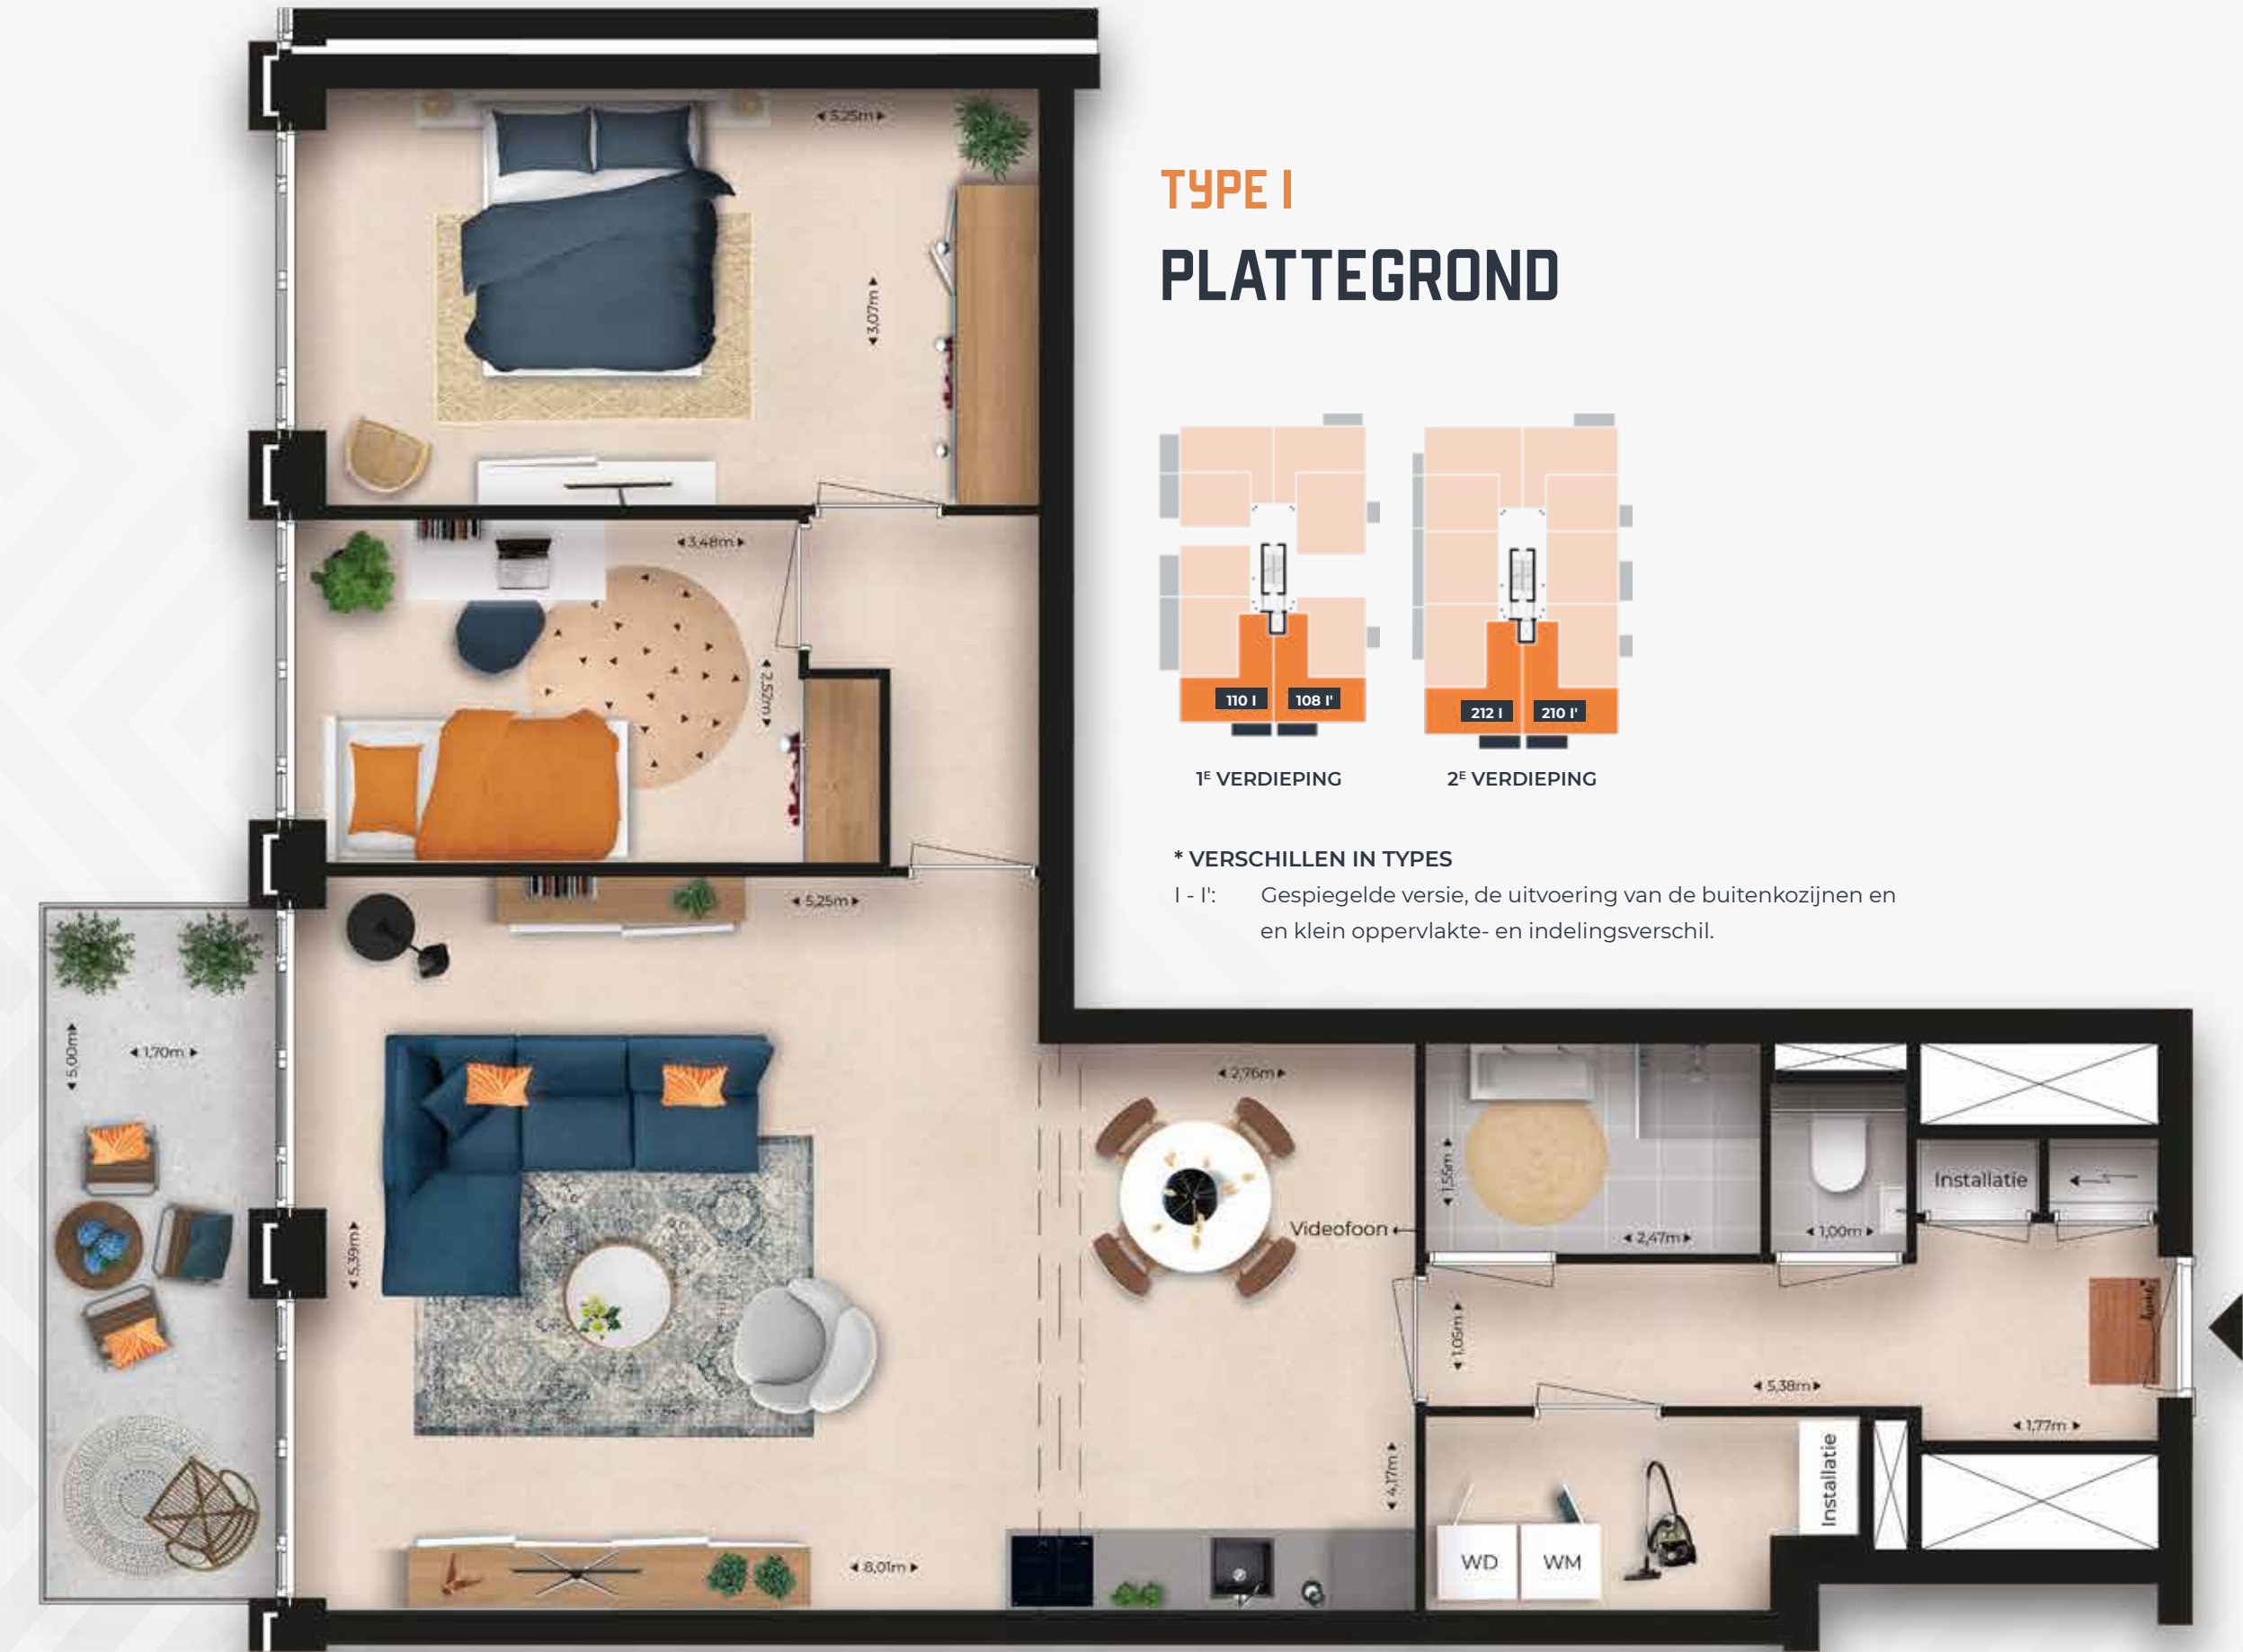 5,25m
TYPE I
PLATTEGROND
3,07m
3,48m
2,52m
110 I
108 I'
212 I
210 I'
1E VERDIEPING
2E VERDIEPING
* VERSCHILLEN IN TYPES
I - I': Gespiegelde versie, de uitvoering van de buitenkozijnen en
en klein oppervlakte- en indelingsverschil.
5,25m
5,00m
1,70m
2,76m
1,55m
Installatie
Videofoon
2,47m
1,00m
5,39m
1,05m
5,38m
1,77m
4,17m
Installatie
8,01m
WD
WM